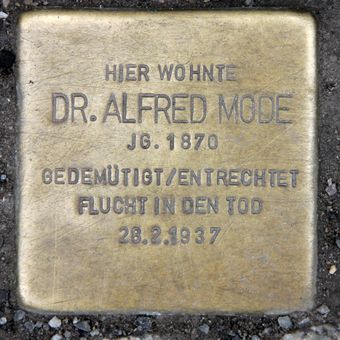 HIER WOHNTE
DR. ALFRED MODE
JG. 1870
GEDEMÜTIGT/ENTRECHTET
FLUCHT IN DEN TOD
28.2.1937